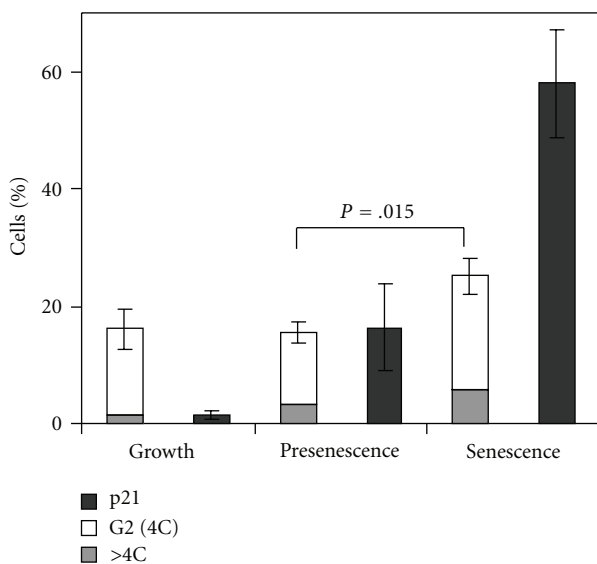 60
40
20
0
Cells (%)
P = .015
Growth
Presenescence
Senescence
p21
G2 (4C)
>4C